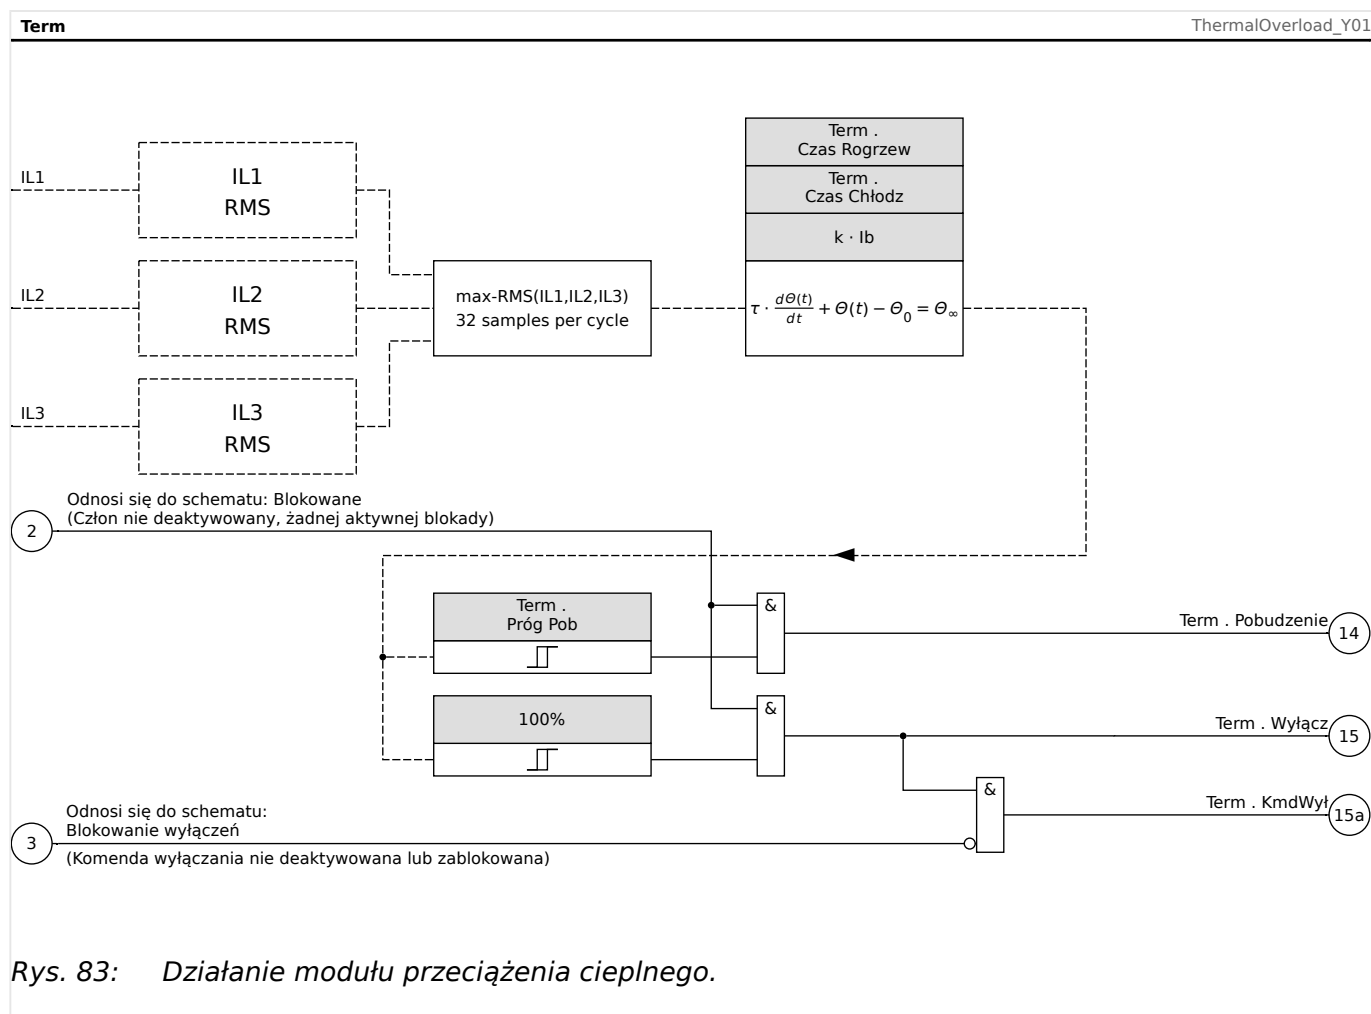 Term
ThermalOverload_Y01
Term .
Czas Rogrzew
Term .
Czas Chłodz
k · Ib
τ · dΘ(t)/dt + Θ(t) − Θ₀ = Θ∞
IL1
IL1
RMS
IL2
IL2
RMS
max-RMS(IL1,IL2,IL3)
32 samples per cycle
IL3
IL3
RMS
Odnosi się do schematu: Blokowane
(Człon nie deaktywowany, żadnej aktywnej blokady)
2
Term .
Próg Pob
&
Term . Pobudzenie
14
100%
&
Term . Wyłącz
15
&
Term . KmdWył
15a
Odnosi się do schematu:
Blokowanie wyłączeń
3
(Komenda wyłączania nie deaktywowana lub zablokowana)
Rys. 83: Działanie modułu przeciążenia cieplnego.